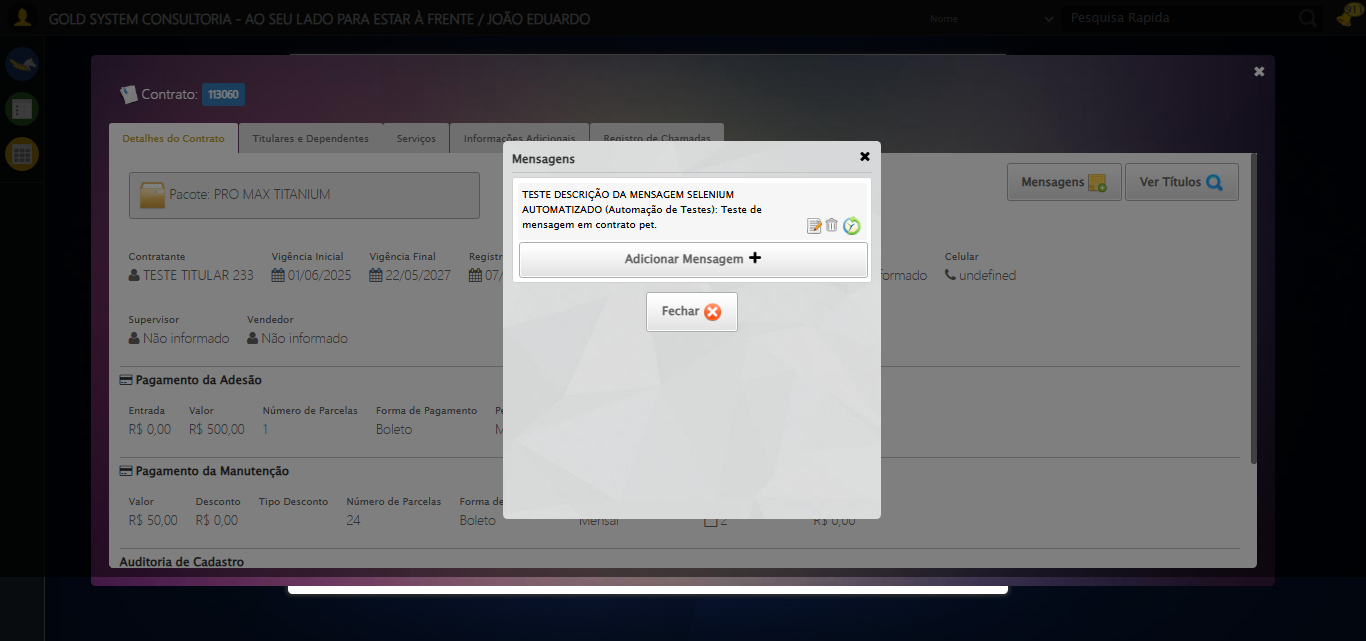 GOLD SYSTEM CONSULTORIA - AO SEU LADO PARA ESTAR À FRENTE / JOÃO EDUARDO
Nome
Pesquisa Rapida
911
Contrato: 113060
Detalhes do Contrato
Titulares e Dependentes
Serviços
Informações Adicionais
Registro de Chamadas
Mensagens
Pacote: PRO MAX TITANIUM
Mensagens
Ver Títulos
TESTE DESCRIÇÃO DA MENSAGEM SELENIUM
AUTOMATIZADO (Automação de Testes): Teste de
mensagem em contrato pet.
Adicionar Mensagem
Fechar
Contratante
Vigência Inicial
Vigência Final
Registr
Celular
TESTE TITULAR 233
01/06/2025
22/05/2027
07/
ormado
undefined
Supervisor
Vendedor
Não informado
Não informado
Pagamento da Adesão
Entrada
Valor
Número de Parcelas
Forma de Pagamento
R$ 0,00
R$ 500,00
1
Boleto
Pagamento da Manutenção
Valor
Desconto
Tipo Desconto
Número de Parcelas
Forma de
R$ 50,00
R$ 0,00
24
Boleto
Mensal
2
R$ 0,00
Auditoria de Cadastro